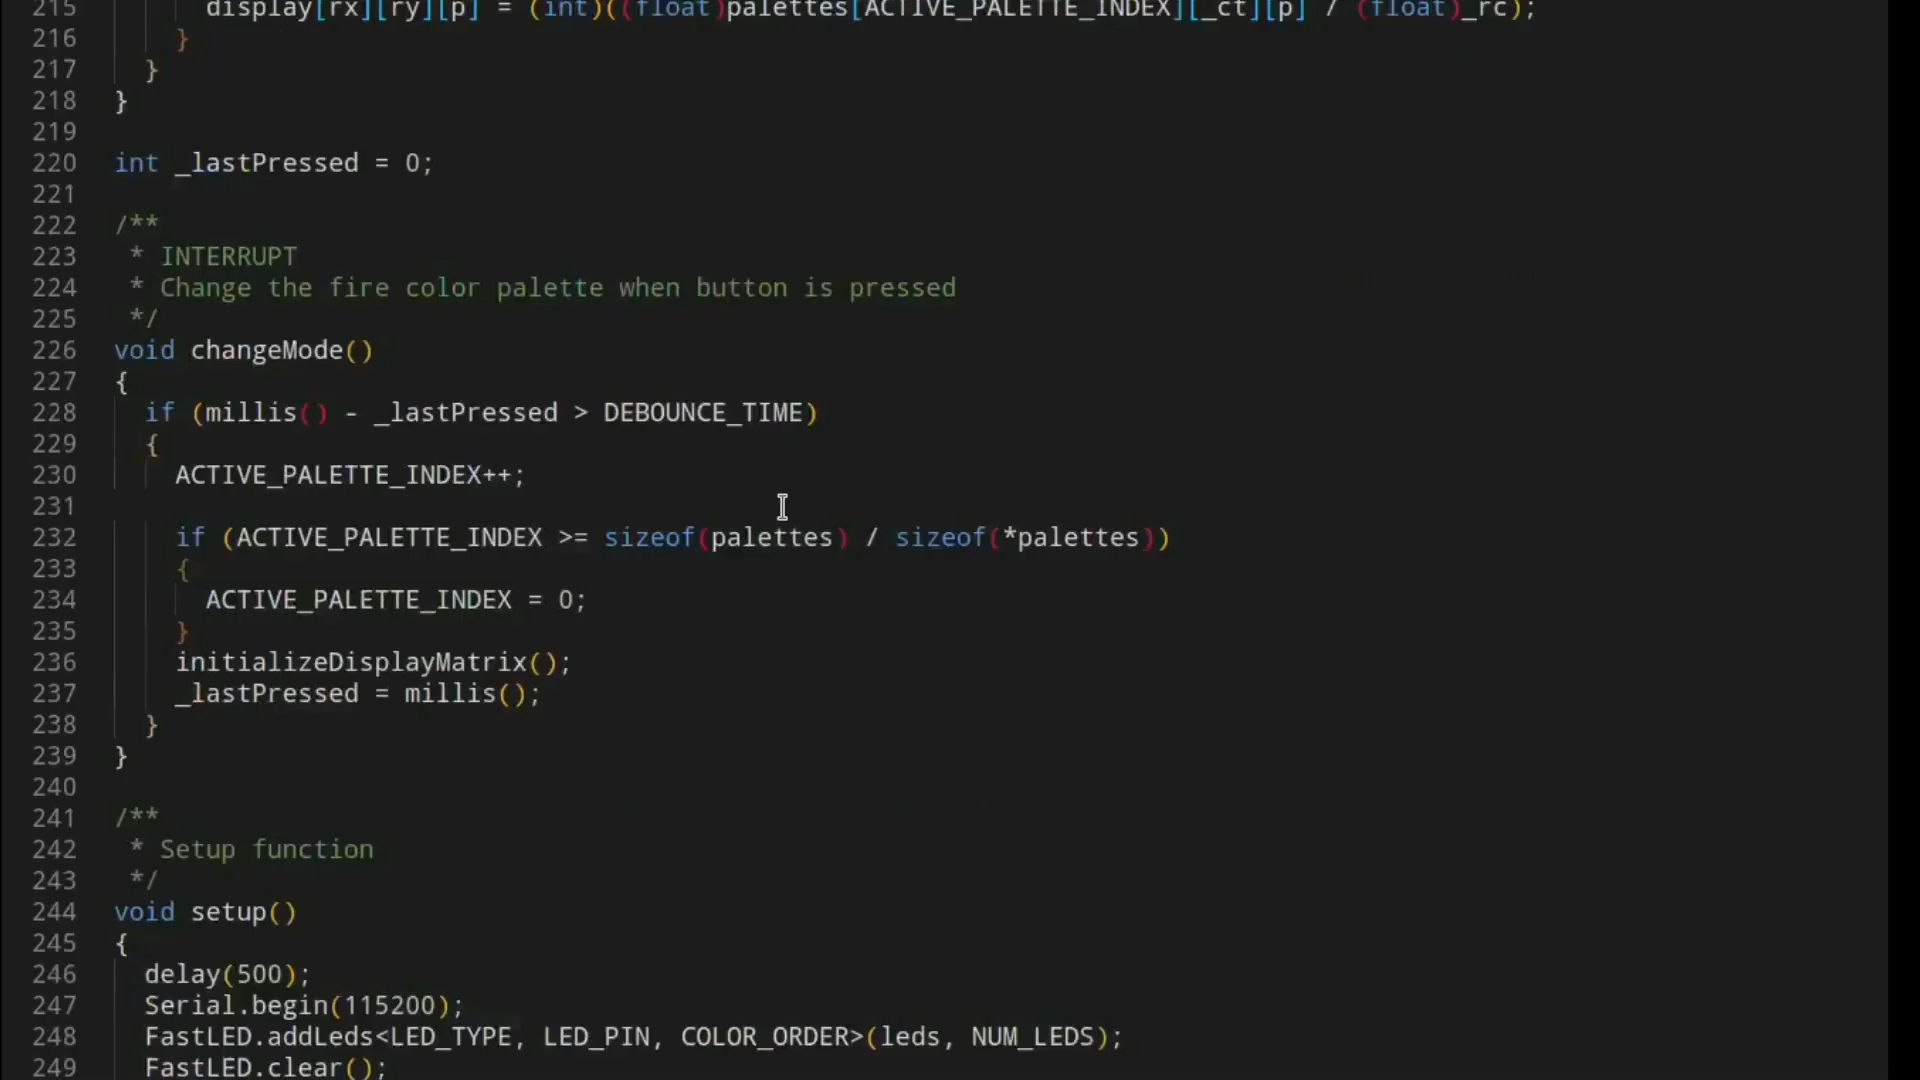 215 display[rx][ry][p] = (int)((float)palettes[ACTIVE_PALETTE_INDEX][_ct][p] / (float)_rc);
216 }
217 }
218 }
219
220 int _lastPressed = 0;
221
222 /**
223 * INTERRUPT
224 * Change the fire color palette when button is pressed
225 */
226 void changeMode()
227 {
228 if (millis() - _lastPressed > DEBOUNCE_TIME)
229 {
230 ACTIVE_PALETTE_INDEX++;
231
232 if (ACTIVE_PALETTE_INDEX >= sizeof(palettes) / sizeof(*palettes))
233 {
234 ACTIVE_PALETTE_INDEX = 0;
235 }
236 initializeDisplayMatrix();
237 _lastPressed = millis();
238 }
239 }
240
241 /**
242 * Setup function
243 */
244 void setup()
245 {
246 delay(500);
247 Serial.begin(115200);
248 FastLED.addLeds<LED_TYPE, LED_PIN, COLOR_ORDER>(leds, NUM_LEDS);
249 FastLED.clear();